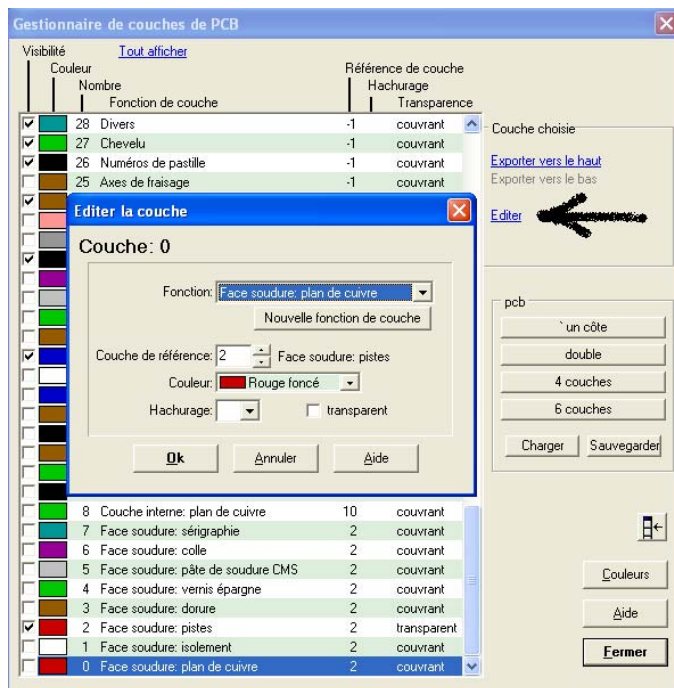 Gestionnaire de couches de PCB
Visibilité
Tout afficher
Couleur
Nombre
Fonction de couche
Référence de couche
Hachurage
Transparence
28 Divers -1 couvrant
27 Chevelu -1 couvrant
26 Numéros de pastille -1 couvrant
25 Axes de fraisage -1 couvrant
Couche choisie
Exporter vers le haut
Exporter vers le bas
Editer
Editer la couche
Couche: 0
Fonction: Face soudure: plan de cuivre
Nouvelle fonction de couche
Couche de référence: 2 Face soudure: pistes
Couleur: Rouge foncé
Hachurage: transparent
Ok Annuler Aide
pcb
` un côte
double
4 couches
6 couches
Charger Sauvegarder
8 Couche interne: plan de cuivre 10 couvrant
7 Face soudure: sérigraphie 2 couvrant
6 Face soudure: colle 2 couvrant
5 Face soudure: pâte de soudure CMS 2 couvrant
4 Face soudure: vernis épargne 2 couvrant
3 Face soudure: dorure 2 couvrant
2 Face soudure: pistes 2 transparent
1 Face soudure: isolement 2 couvrant
0 Face soudure: plan de cuivre 2 couvrant
Couleurs
Aide
Fermer